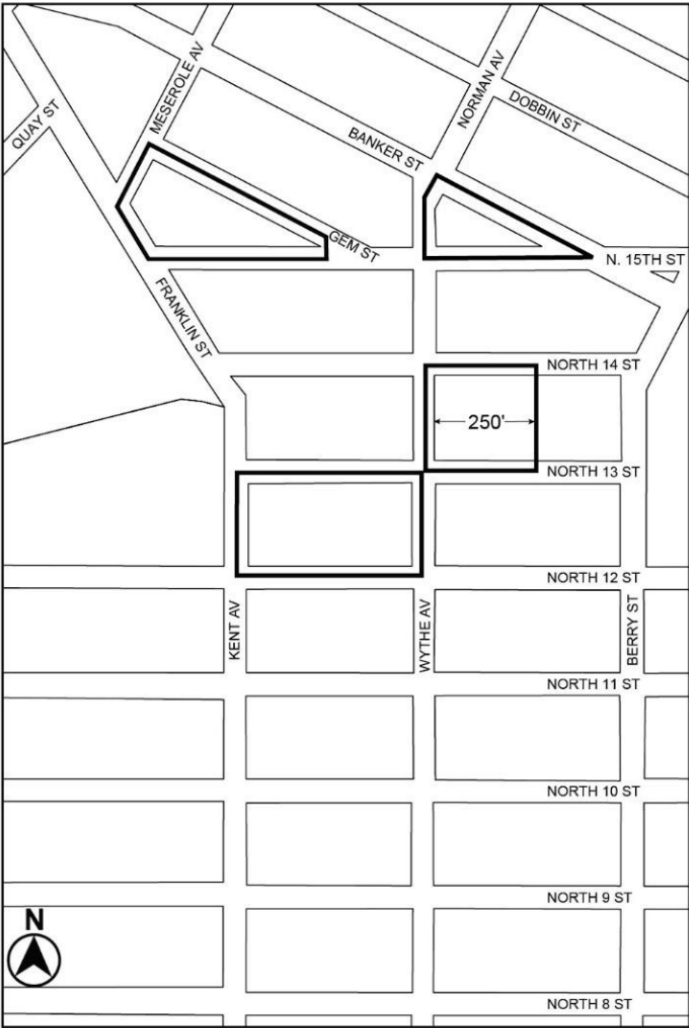 QUAY ST
MESEROLE AV
NORMAN AV
DOBBIN ST
BANKER ST
GEM ST
N. 15TH ST
FRANKLIN ST
NORTH 14 ST
250'
NORTH 13 ST
NORTH 12 ST
KENT AV
WYTHE AV
BERRY ST
NORTH 11 ST
NORTH 10 ST
NORTH 9 ST
N
NORTH 8 ST